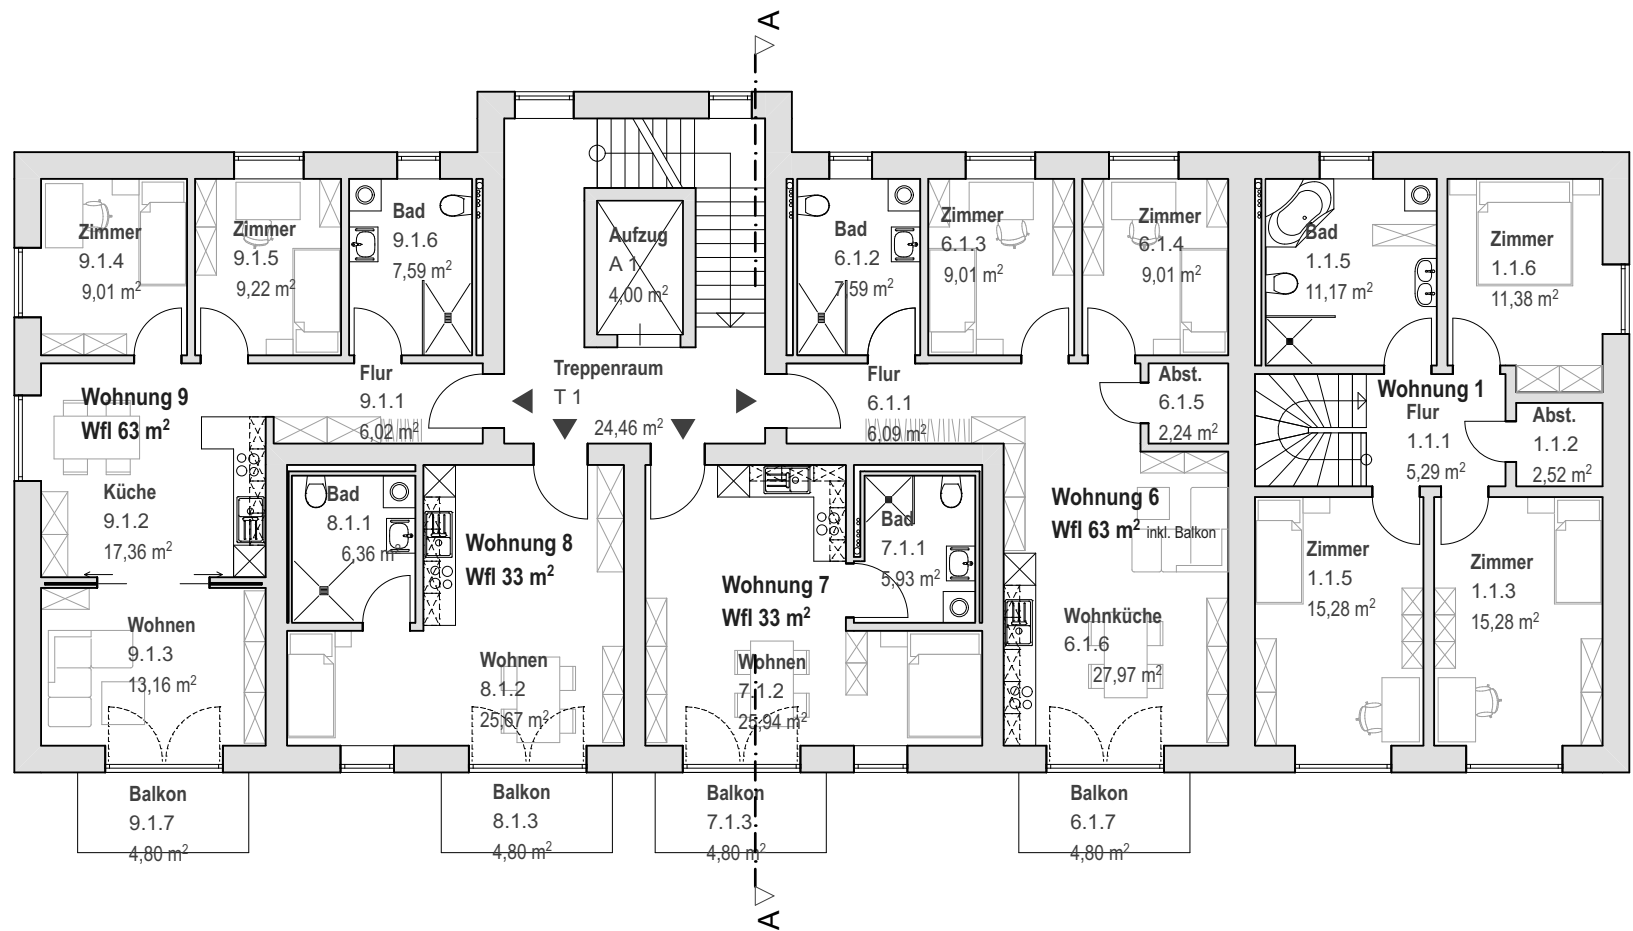 A
Zimmer
9.1.4
9,01 m²
Zimmer
9.1.5
9,22 m²
Bad
9.1.6
7,59 m²
Aufzug
A 1
4,00 m²
Bad
6.1.2
7,59 m²
Zimmer
6.1.3
9,01 m²
Zimmer
6.1.4
9,01 m²
Bad
1.1.5
11,17 m²
Zimmer
1.1.6
11,38 m²
Wohnung 9
Wfl 63 m²
Flur
9.1.1
6,02 m²
Treppenraum
T 1
24,46 m²
Flur
6.1.1
6,09 m²
Abst.
6.1.5
2,24 m²
Wohnung 1
Flur
1.1.1
5,29 m²
Abst.
1.1.2
2,52 m²
Küche
9.1.2
17,36 m²
Bad
8.1.1
6,36 m²
Wohnung 8
Wfl 33 m²
Wohnung 7
Wfl 33 m²
Bad
7.1.1
5,93 m²
Wohnung 6
Wfl 63 m² inkl. Balkon
Zimmer
1.1.5
15,28 m²
Zimmer
1.1.3
15,28 m²
Wohnen
9.1.3
13,16 m²
Wohnen
8.1.2
25,67 m²
Wohnen
7.1.2
25,94 m²
Wohnküche
6.1.6
27,97 m²
Balkon
9.1.7
4,80 m²
Balkon
8.1.3
4,80 m²
Balkon
7.1.3
4,80 m²
Balkon
6.1.7
4,80 m²
A